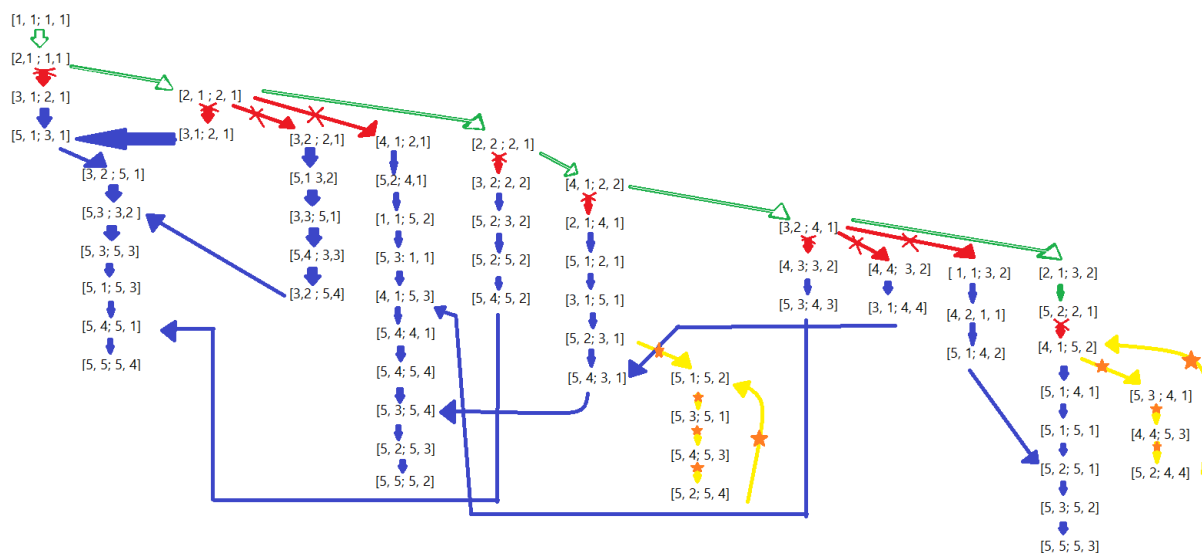 [1, 1; 1, 1]
[2,1 ; 1,1 ]
[3, 1; 2, 1]
[5, 1; 3, 1]
[3, 2 ; 5, 1]
[5,3 ; 3,2 ]
[5, 3; 5, 3]
[5, 1; 5, 3]
[5, 4; 5, 1]
[5, 5; 5, 4]
[2, 1 ; 2, 1]
[3,1; 2, 1]
[3,2 ; 2,1]
[5,1 3,2]
[3,3; 5,1]
[5,4 ; 3,3]
[3,2 ; 5,4]
[4, 1; 2,1]
[5,2; 4,1]
[1, 1; 5, 2]
[5, 3: 1, 1]
[4, 1; 5, 3]
[5, 4; 4, 1]
[5, 4; 5, 4]
[5, 3; 5, 4]
[5, 2; 5, 3]
[5, 5; 5, 2]
[2, 2 ; 2, 1]
[3, 2; 2, 2]
[5, 2; 3, 2]
[5, 2; 5, 2]
[5, 4; 5, 2]
[4, 1; 2, 2]
[2, 1; 4, 1]
[5, 1; 2, 1]
[3, 1; 5, 1]
[5, 2; 3, 1]
[5, 4; 3, 1]
[5, 1; 5, 2]
[5, 3; 5, 1]
[5, 4; 5, 3]
[5, 2; 5, 4]
[3,2 ; 4, 1]
[4, 3; 3, 2]
[5, 3; 4, 3]
[4, 4;  3, 2]
[3, 1; 4, 4]
[ 1, 1; 3, 2]
[4, 2, 1, 1]
[5, 1; 4, 2]
[2, 1; 3, 2]
[5, 2; 2, 1]
[4, 1; 5, 2]
[5, 1; 4, 1]
[5, 1; 5, 1]
[5, 2; 5, 1]
[5, 3; 5, 2]
[5, 5; 5, 3]
[5, 3 ; 4, 1]
[4, 4; 5, 3]
[5, 2; 4, 4]